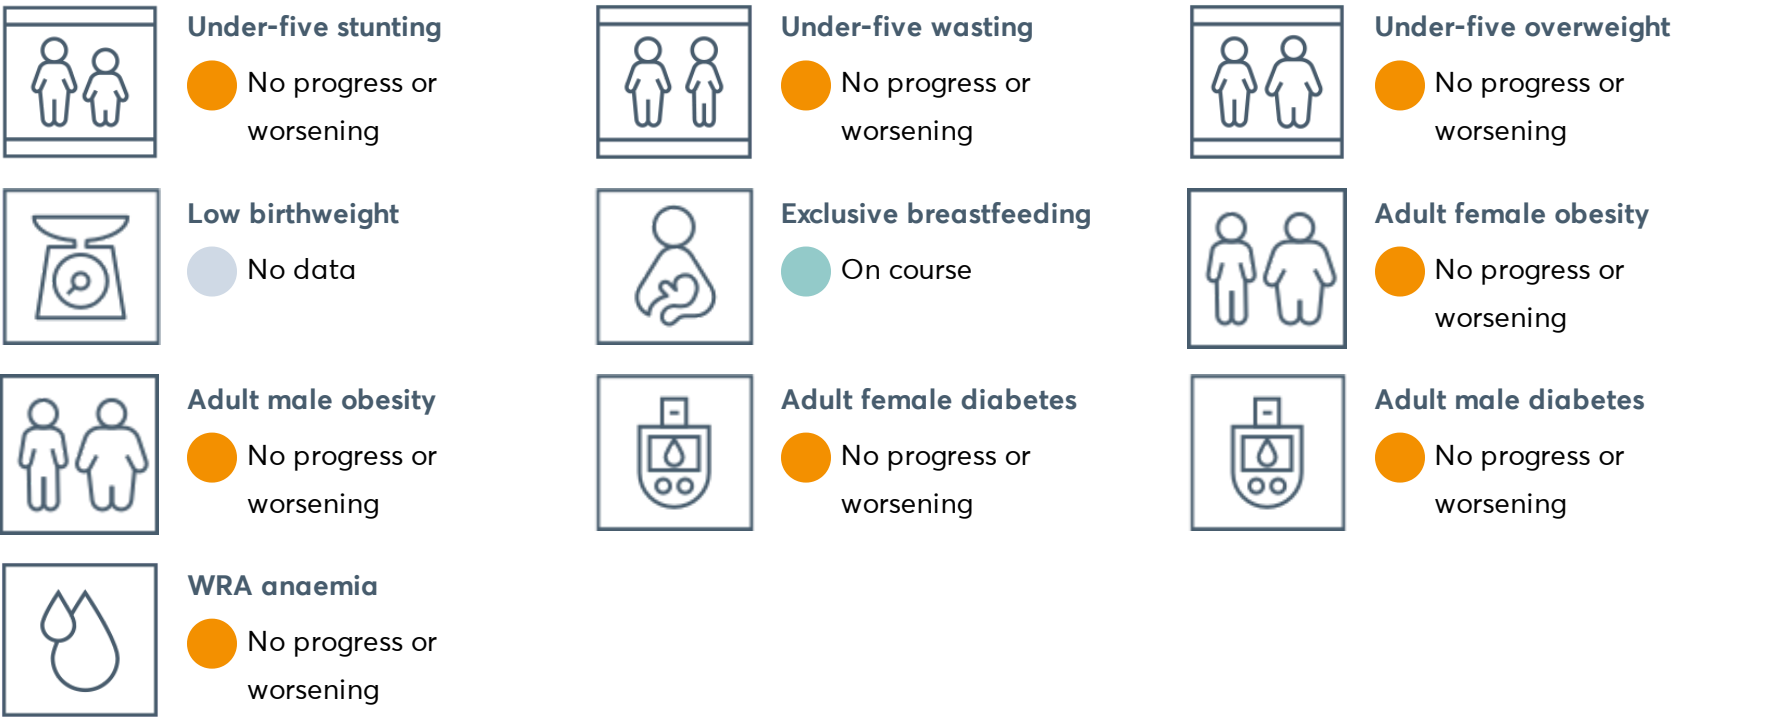 Under-five stunting
No progress or
worsening
Under-five wasting
No progress or
worsening
Under-five overweight
No progress or
worsening
Low birthweight
No data
Exclusive breastfeeding
On course
Adult female obesity
No progress or
worsening
Adult male obesity
No progress or
worsening
Adult female diabetes
No progress or
worsening
Adult male diabetes
No progress or
worsening
WRA anaemia
No progress or
worsening